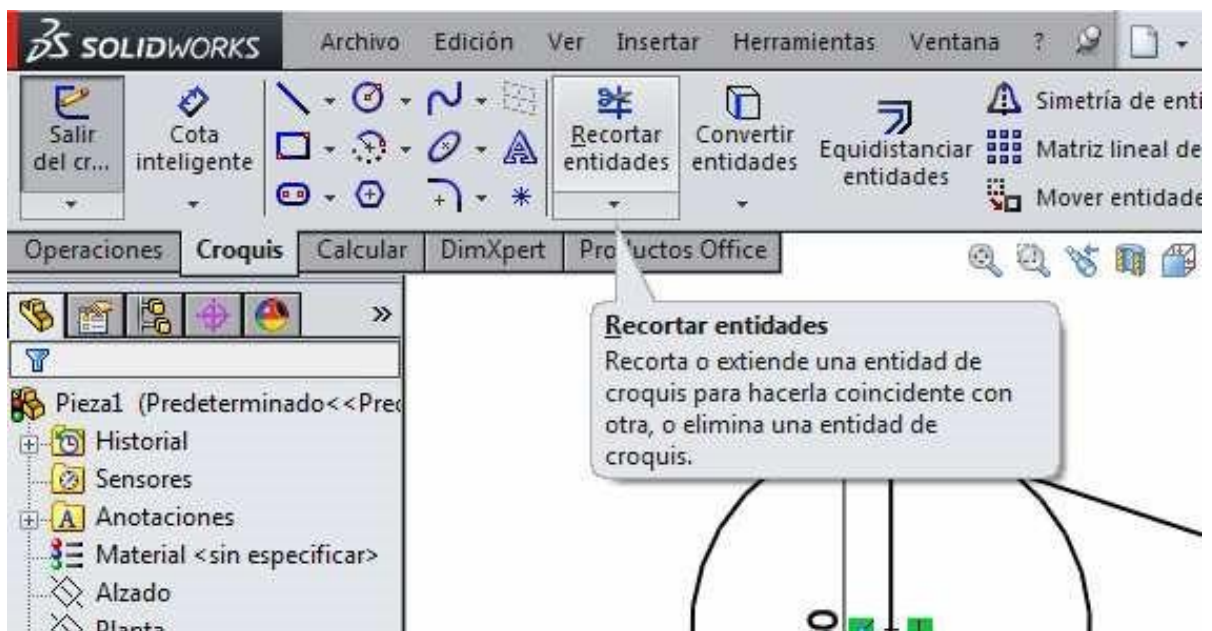 SOLIDWORKS
Archivo Edición Ver Insertar Herramientas Ventana ?
Salir del cr...
Cota inteligente
Recortar entidades
Convertir entidades
Equidistanciar entidades
Simetría de enti
Matriz lineal de
Mover entidade
Operaciones Croquis Calcular DimXpert Productos Office
Recortar entidades
Recorta o extiende una entidad de
croquis para hacerla coincidente con
otra, o elimina una entidad de
croquis.
Pieza1 (Predeterminado<<Pred
Historial
Sensores
Anotaciones
Material <sin especificar>
Alzado
Planta